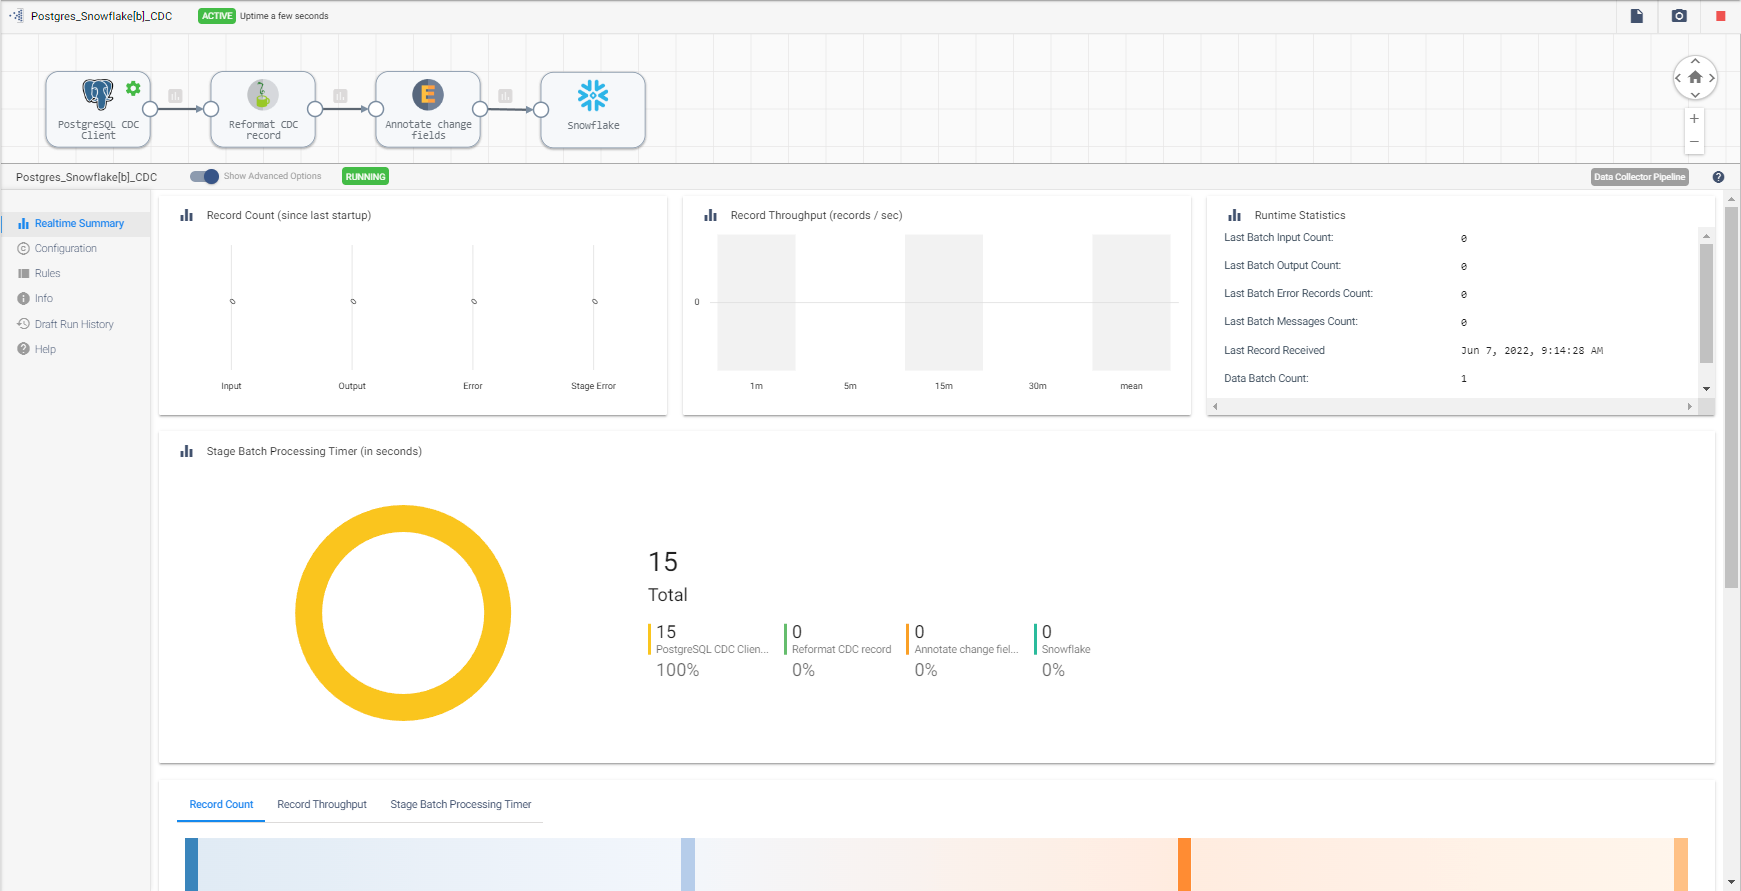 Postgres_Snowflake[b]_CDC ACTIVE Uptime a few seconds
PostgreSQL CDC
Client
Reformat CDC
record
E
Annotate change
fields
Snowflake
Postgres_Snowflake[b]_CDC Show Advanced Options RUNNING Data Collector Pipeline ?
Realtime Summary
Configuration
Rules
Info
Draft Run History
Help
Record Count (since last startup)
0 0 0 0
Input Output Error Stage Error
Record Throughput (records / sec)
0
1m 5m 15m 30m mean
Runtime Statistics
Last Batch Input Count: 0
Last Batch Output Count: 0
Last Batch Error Records Count: 0
Last Batch Messages Count: 0
Last Record Received Jun 7, 2022, 9:14:28 AM
Data Batch Count: 1
Stage Batch Processing Timer (in seconds)
15
Total
15 0 0 0
PostgreSQL CDC Clien... Reformat CDC record Annotate change fiel... Snowflake
100% 0% 0% 0%
Record Count Record Throughput Stage Batch Processing Timer